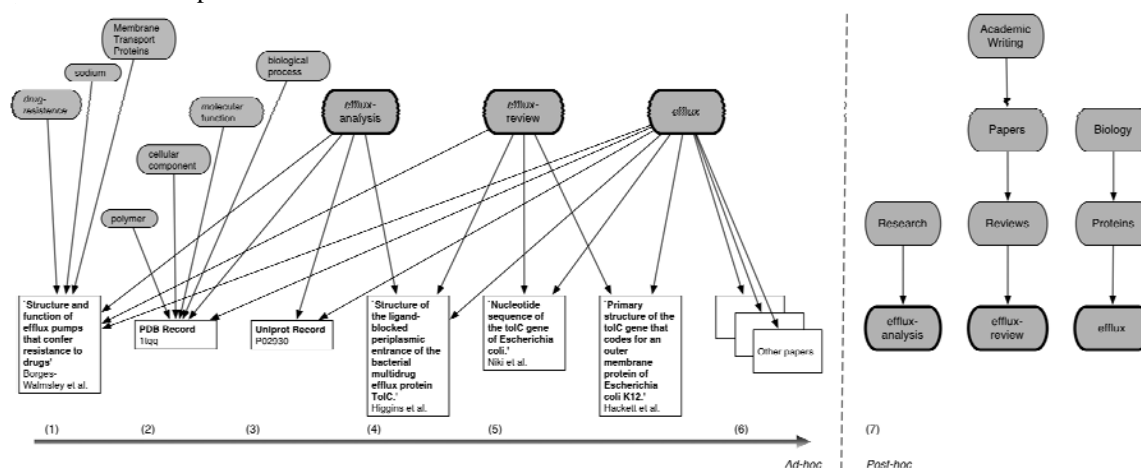 Membrane
Transport
Proteins
sodium
drug-
resistence
biological
process
molecular
function
cellular
component
polymer
efflux-
analysis
efflux-
review
efflux
'Structure and
function of
efflux pumps
that confer
resistance to
drugs'
Borges-
Walmsley et al.
PDB Record
1tqq
Uniprot Record
P02930
'Structure of
the ligand-
blocked
periplasmic
entrance of the
bacterial
multidrug
efflux protein
TolC.'
Higgins et al.
'Nucleotide
sequence of
the tolC gene
of Escherichia
coli.'
Niki et al.
'Primary
structure of the
tolC gene that
codes for an
outer
membrane
protein of
Escherichia
coli K12.'
Hackett et al.
Other papers
(1) (2) (3) (4) (5) (6) (7)
Ad-hoc
Post-hoc
Academic
Writing
Papers
Biology
Research
Reviews
Proteins
efflux-
analysis
efflux-
review
efflux